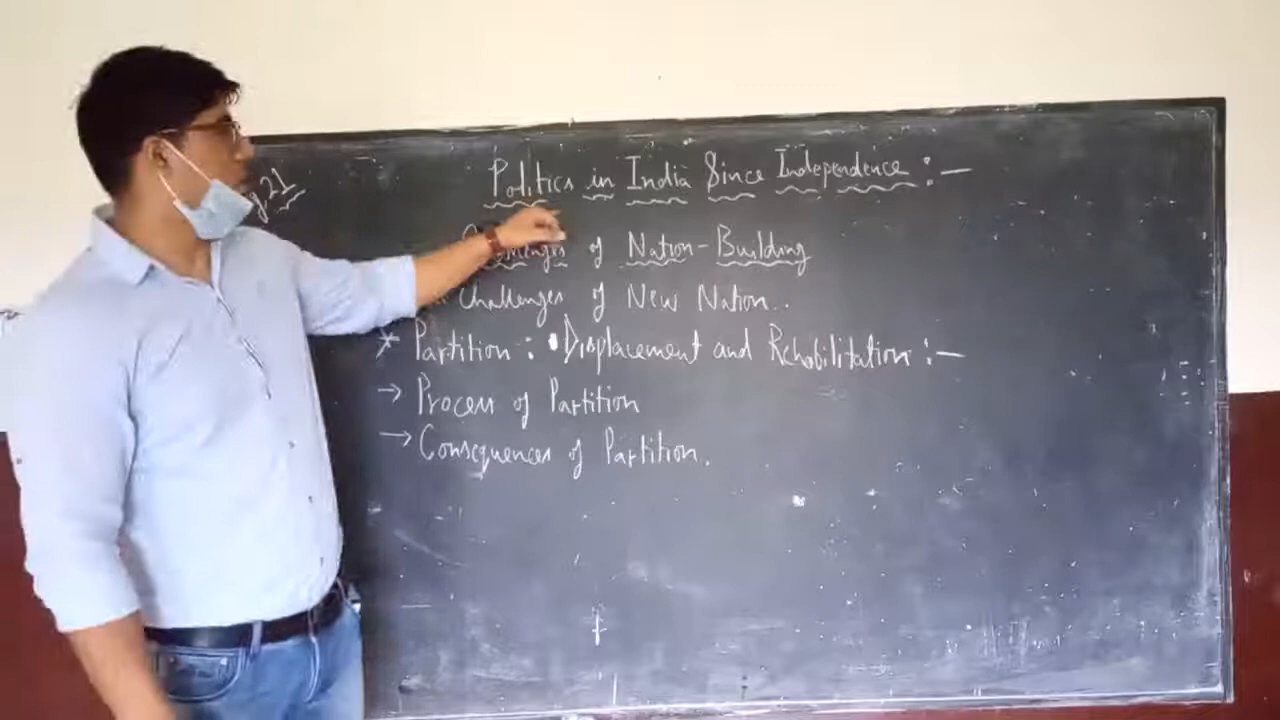 Politics in India Since Independence :-
of Nation-Building
Challenges of New Nation..
* Partition : • Displacement and Rehabilitation :-
→ Process of Partition
→ Consequences of Partition.